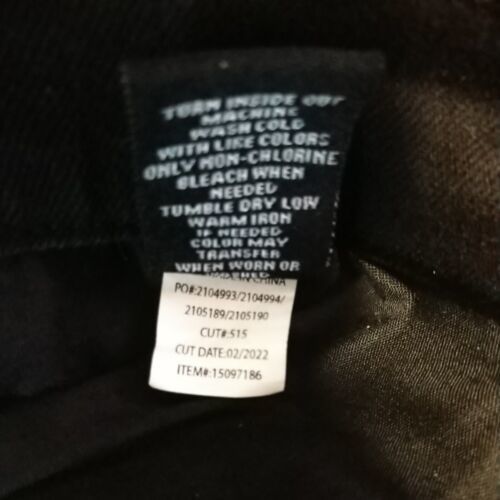 TURN INSIDE OUT
MACHINE
WASH COLD
WITH LIKE COLORS
ONLY NON-CHLORINE
BLEACH WHEN
NEEDED
TUMBLE DRY LOW
WARM IRON
IF NEEDED
COLOR MAY
TRANSFER
WHEN WORN OR
CHINA
PO#:2104993/2104994/
2105189/2105190
CUT#:515
CUT DATE:02/2022
ITEM#:15097186